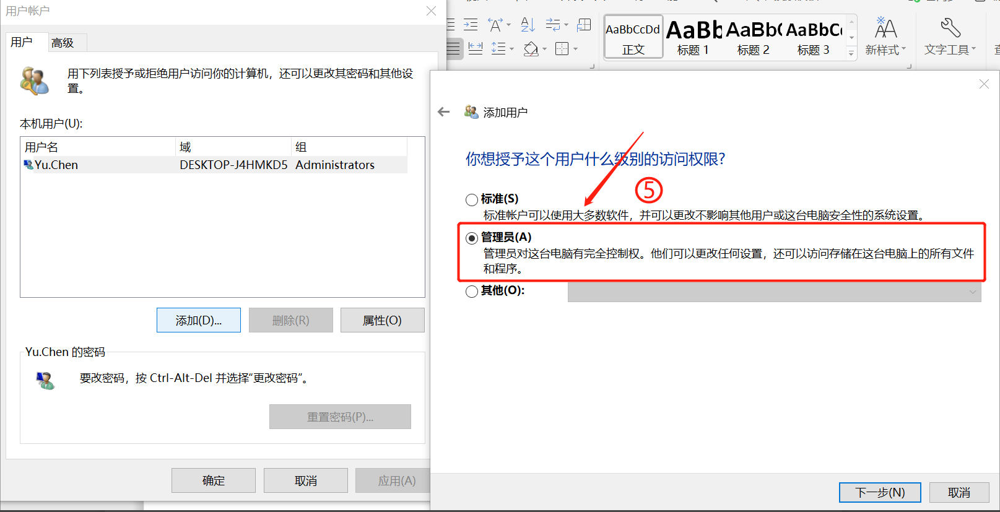 用户帐户
用户
高级
用下列表授予或拒绝用户访问你的计算机，还可以更改其密码和其他设
置。
本机用户(U):
用户名 域 组
Yu.Chen DESKTOP-J4HMKD5 Administrators
添加(D)... 删除(R) 属性(O)
Yu.Chen 的密码
要改密码，按 Ctrl-Alt-Del 并选择“更改密码”。
重置密码(P)...
确定 取消 应用(A)
AaBbCcDd AaBb AaBb( AaBbC
正文 标题 1 标题 2 标题 3 新样式 文字工具
添加用户
你想授予这个用户什么级别的访问权限?
⑤
标准(S)
标准帐户可以使用大多数软件，并可以更改不影响其他用户或这台电脑安全性的系统设置。
管理员(A)
管理员对这台电脑有完全控制权。他们可以更改任何设置，还可以访问存储在这台电脑上的所有文件
和程序。
其他(O):
下一步(N) 取消